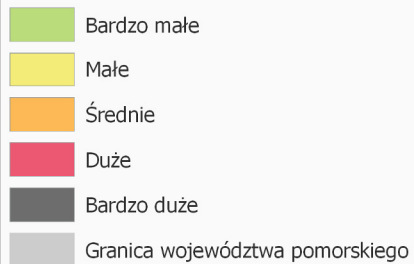 Bardzo małe
Małe
Średnie
Duże
Bardzo duże
Granica województwa pomorskiego